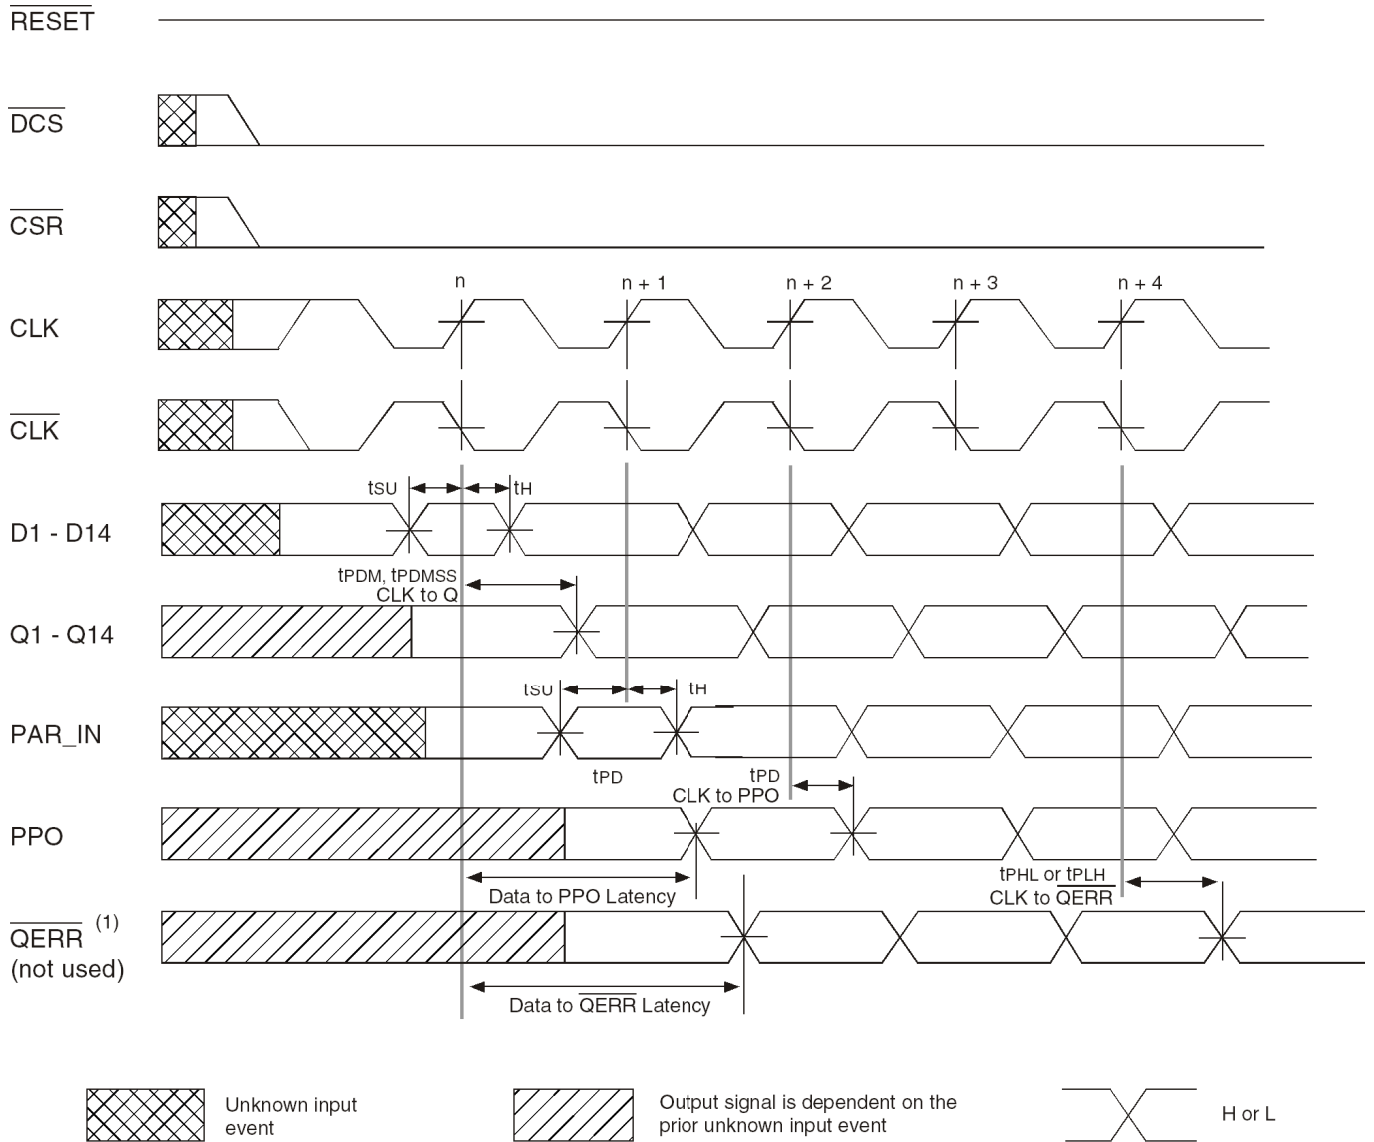 RESET
DCS
CSR
n
n + 1
n + 2
n + 3
n + 4
CLK
CLK
tSU
tH
D1 - D14
tPDM, tPDMSS
CLK to Q
Q1 - Q14
tSU
tH
PAR_IN
tPD
tPD
CLK to PPO
PPO
tPHL or tPLH
CLK to QERR
Data to PPO Latency
QERR (1)
(not used)
Data to QERR Latency
Unknown input
event
Output signal is dependent on the
prior unknown input event
H or L